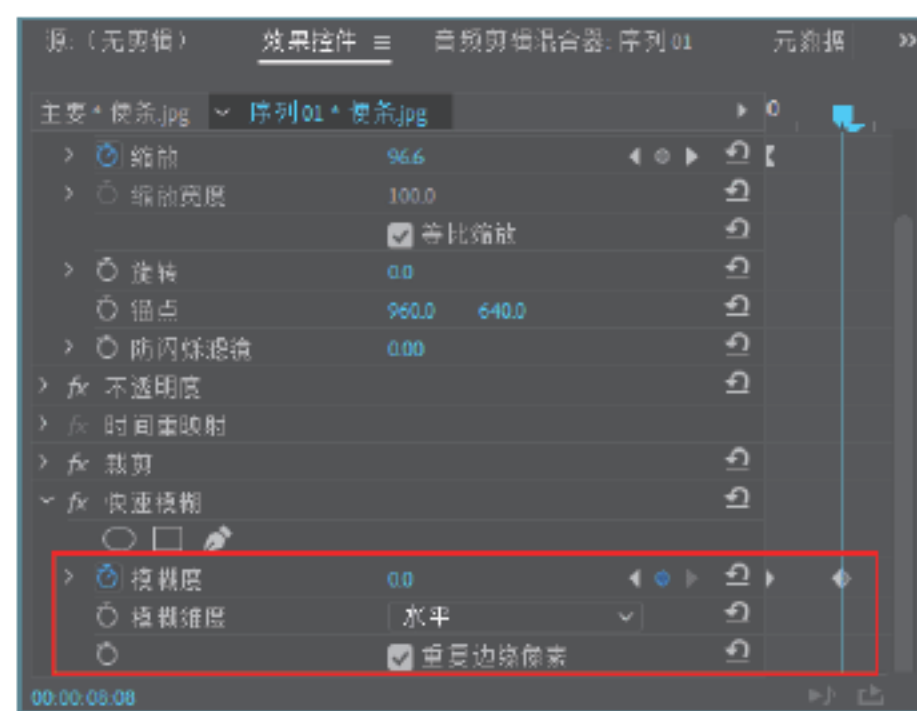 源:（无剪辑） 效果控件 ≡ 音频剪辑混合器: 序列 01 元数据 »
主要 * 便条.jpg 序列 01 * 便条.jpg
缩放 96.6
缩放宽度 100.0
等比缩放
旋转 0.0
锚点 960.0 640.0
防闪烁滤镜 0.00
fx 不透明度
fx 时间重映射
fx 裁剪
fx 快速模糊
模糊度 0.0
模糊维度 水平
重复边缘像素
00:00:08:08